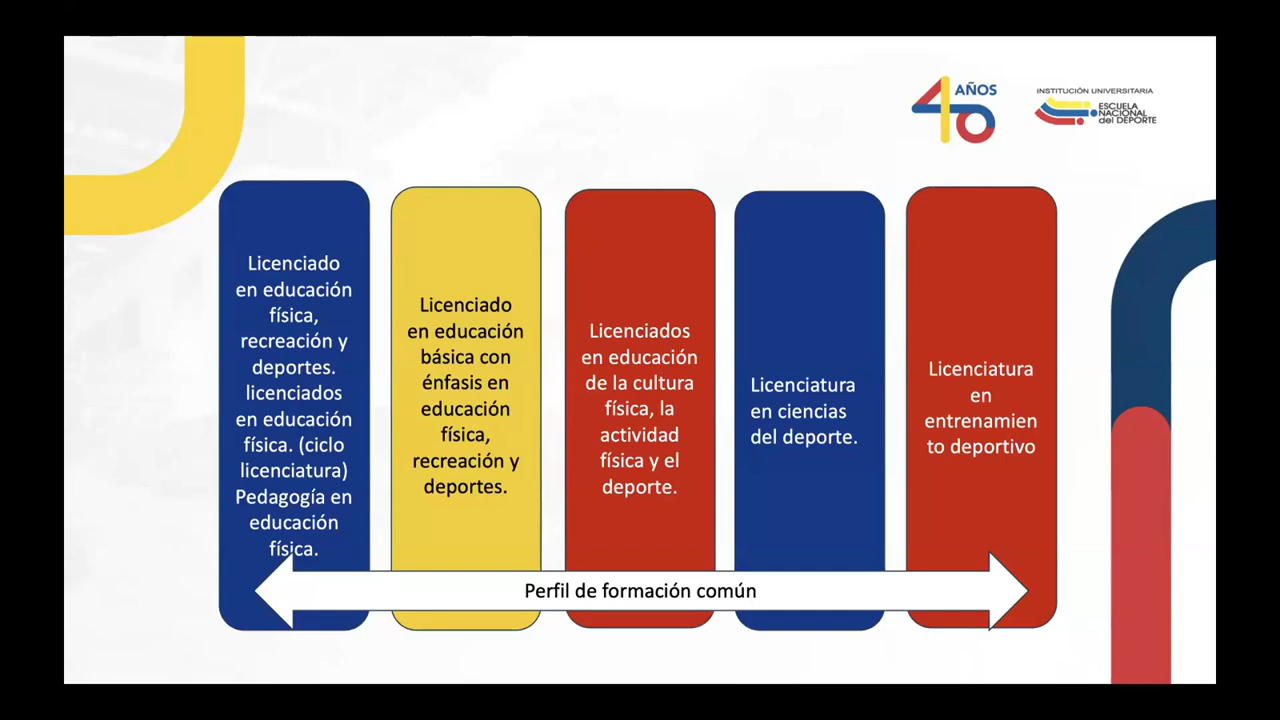 40 AÑOS
INSTITUCIÓN UNIVERSITARIA
ESCUELA
NACIONAL
del DEPORTE
Licenciado
en educación
física,
recreación y
deportes.
licenciados
en educación
física. (ciclo
licenciatura)
Pedagogía en
educación
física.
Licenciado
en educación
básica con
énfasis en
educación
física,
recreación y
deportes.
Licenciados
en educación
de la cultura
física, la
actividad
física y el
deporte.
Licenciatura
en ciencias
del deporte.
Licenciatura
en
entrenamien
to deportivo
Perfil de formación común